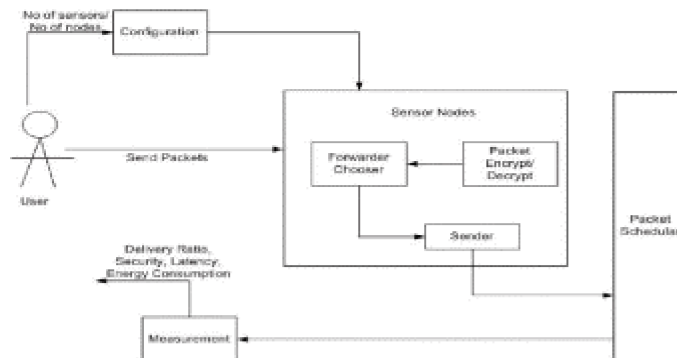 No of sensors/
No of nodes
Configuration
Sensor Nodes
Send Packets
Forwarder
Chooser
Packet
Encrypt/
Decrypt
User
Packet
Scheduler
Sender
Delivery Ratio,
Security, Latency,
Energy Consumption
Measurement